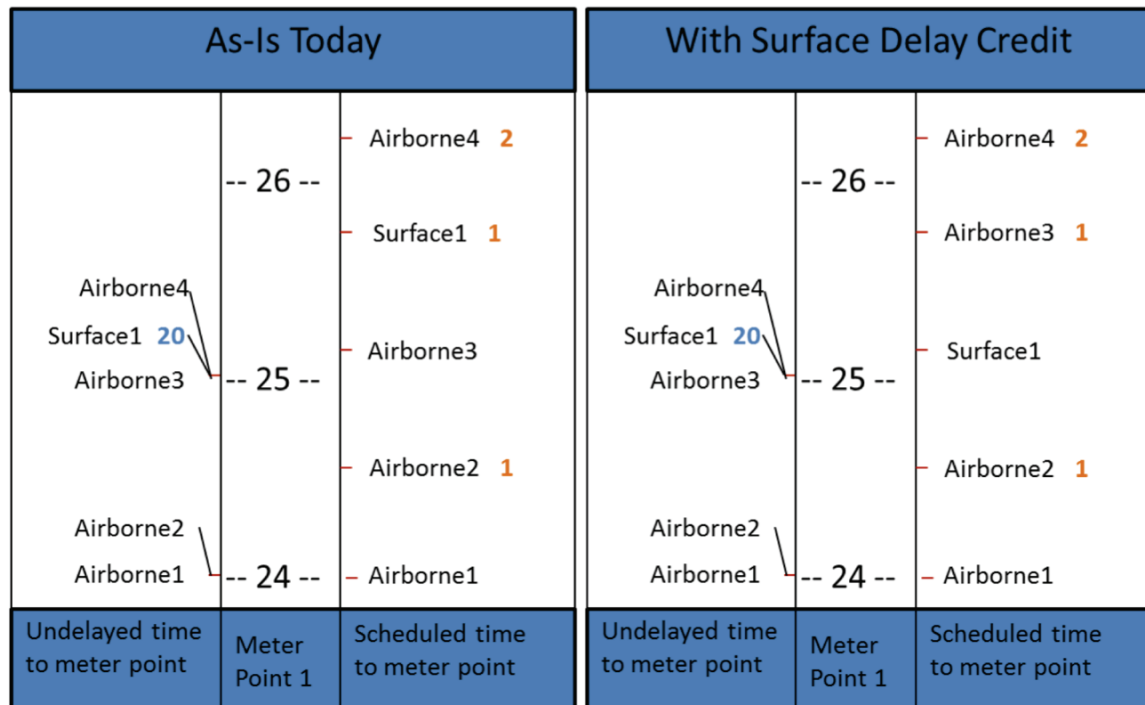 As-Is Today
Airborne4 2
-- 26 --
Surface1 1
Airborne4
Surface1 20
Airborne3
Airborne3
-- 25 --
Airborne2 1
Airborne2
Airborne1
-- 24 --
Airborne1
Undelayed time
to meter point
Meter
Point 1
Scheduled time
to meter point
With Surface Delay Credit
Airborne4 2
-- 26 --
Airborne3 1
Airborne4
Surface1 20
Surface1
Airborne3
-- 25 --
Airborne2 1
Airborne2
Airborne1
-- 24 --
Airborne1
Undelayed time
to meter point
Meter
Point 1
Scheduled time
to meter point